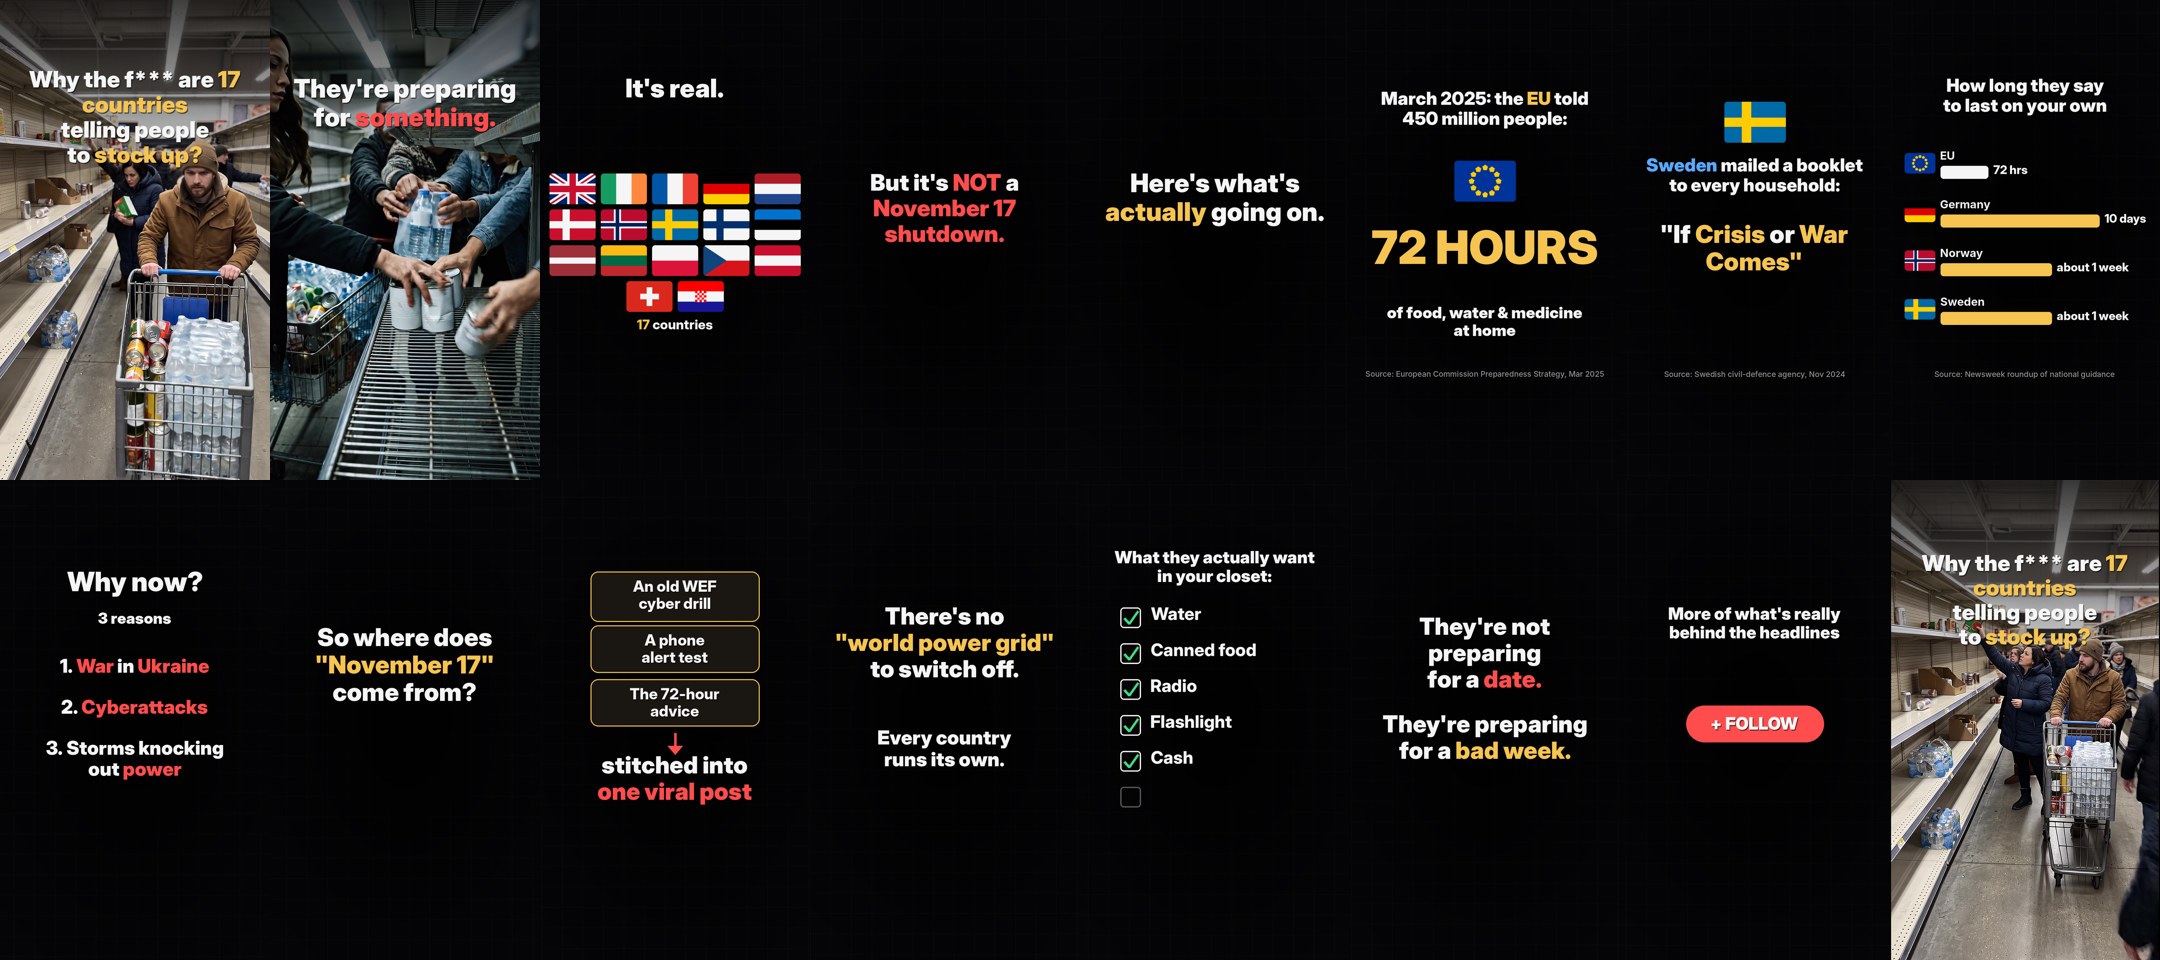 Why the f*** are 17
countries
telling people
to stock up?
They're preparing
for something.
It's real.
17 countries
But it's NOT a
November 17
shutdown.
Here's what's
actually going on.
March 2025: the EU told
450 million people:
72 HOURS
of food, water & medicine
at home
Source: European Commission Preparedness Strategy, Mar 2025
Sweden mailed a booklet
to every household:
"If Crisis or War
Comes"
Source: Swedish civil-defence agency, Nov 2024
How long they say
to last on your own
EU
72 hrs
Germany
10 days
Norway
about 1 week
Sweden
about 1 week
Source: Newsweek roundup of national guidance
Why now?
3 reasons
1. War in Ukraine
2. Cyberattacks
3. Storms knocking
out power
So where does
"November 17"
come from?
An old WEF
cyber drill
A phone
alert test
The 72-hour
advice
stitched into
one viral post
There's no
"world power grid"
to switch off.
Every country
runs its own.
What they actually want
in your closet:
Water
Canned food
Radio
Flashlight
Cash
They're not
preparing
for a date.
They're preparing
for a bad week.
More of what's really
behind the headlines
+ FOLLOW
Why the f*** are 17
countries
telling people
to stock up?